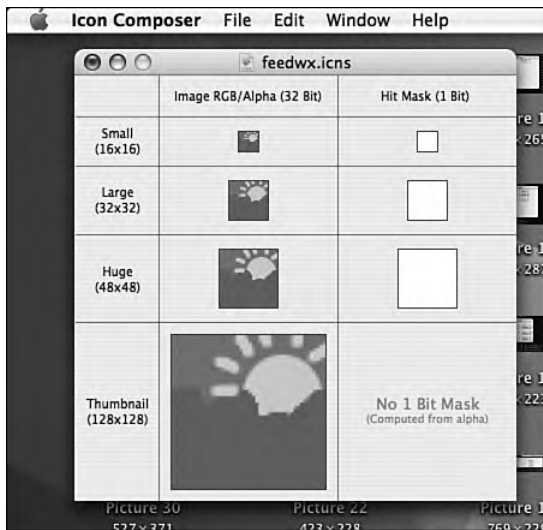 Icon Composer File Edit Window Help
feedwx.icns
Image RGB/Alpha (32 Bit) Hit Mask (1 Bit)
Small
(16x16)
Large
(32x32)
Huge
(48x48)
Thumbnail
(128x128)
No 1 Bit Mask
(Computed from alpha)
Picture 30 Picture 22 Picture 1
527 x 371 423 x 228